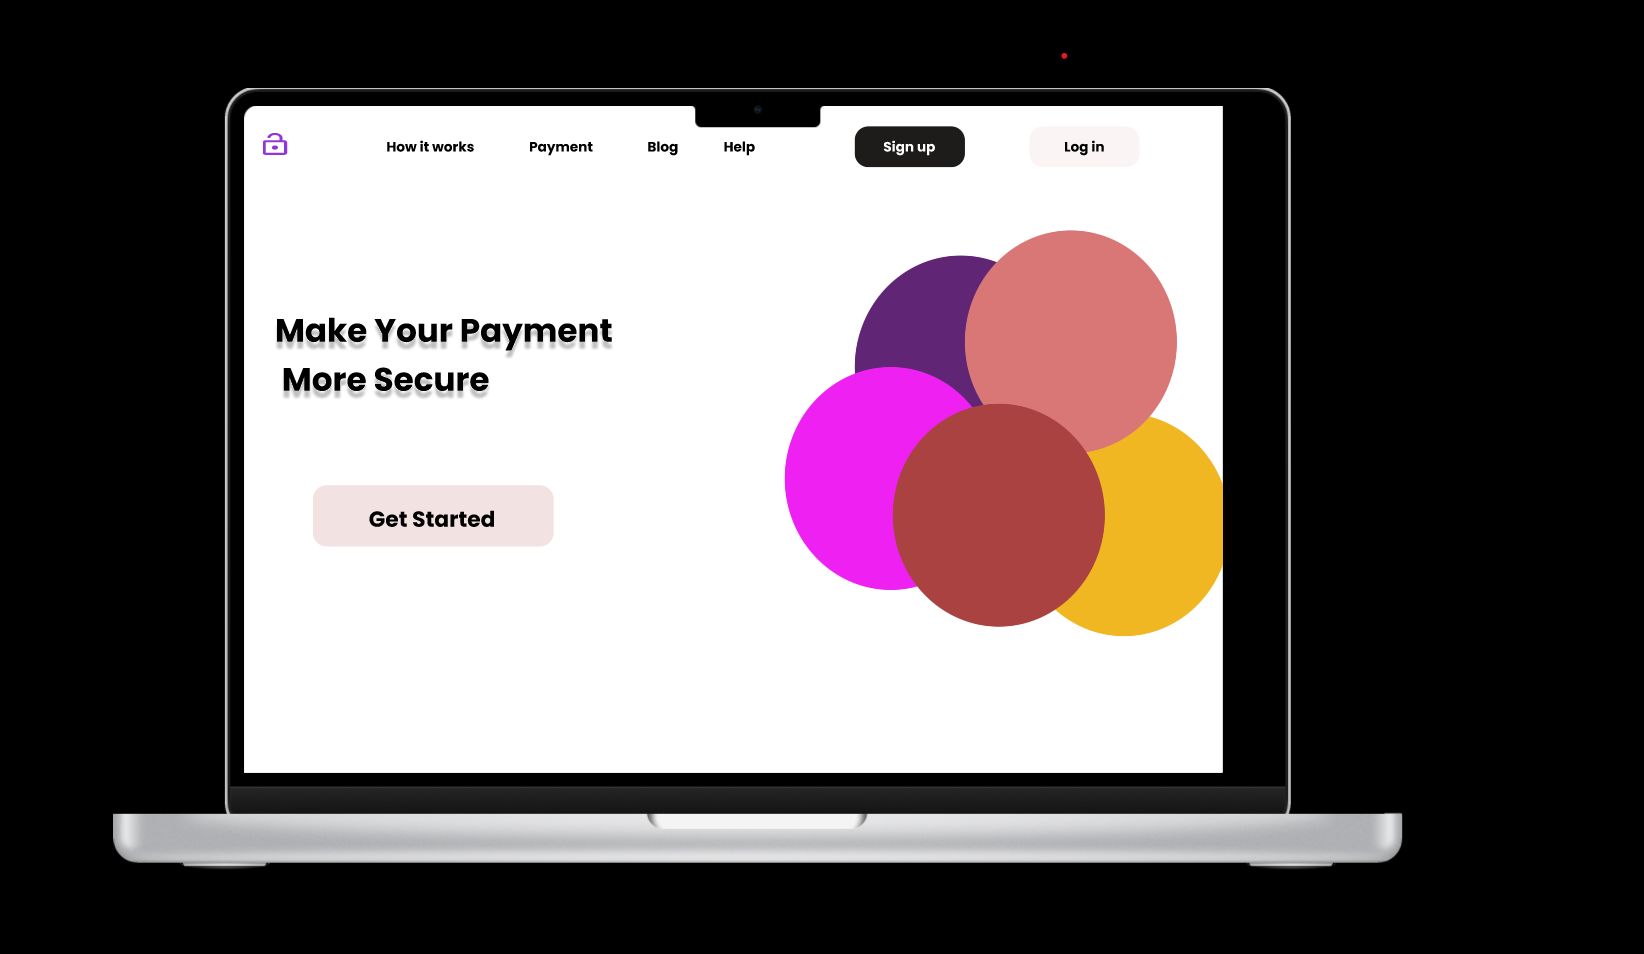 How it works Payment Blog Help Sign up Log in
Make Your Payment
More Secure
Get Started